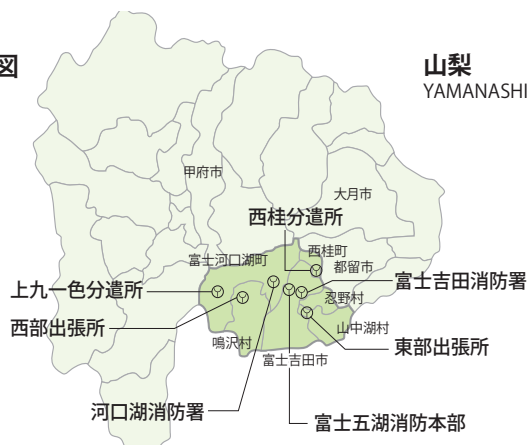 図
山梨
YAMANASHI
甲府市
大月市
西桂分遣所
西桂町
富士河口湖町
都留市
富士吉田消防署
上九一色分遣所
忍野村
西部出張所
山中湖村
鳴沢村
東部出張所
富士吉田市
河口湖消防署
富士五湖消防本部